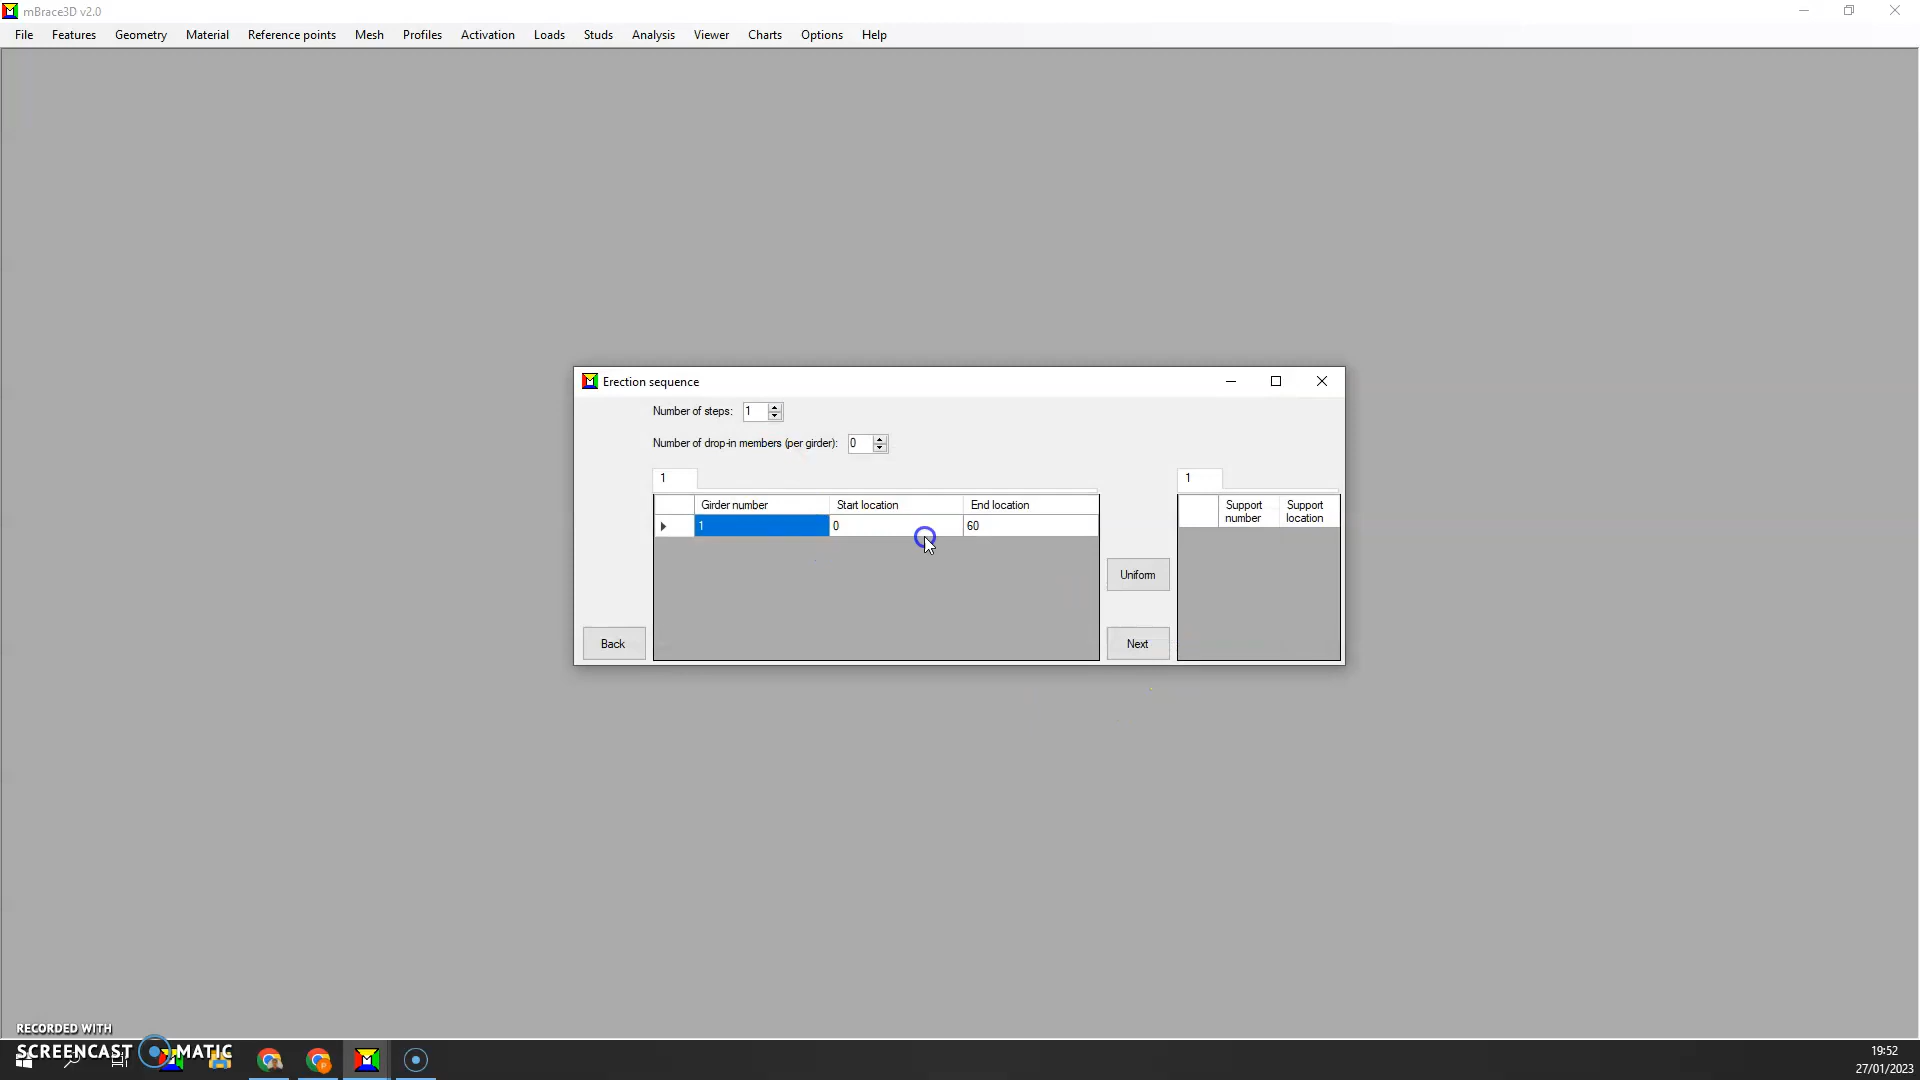 mBrace3D v2.0
File Features Geometry Material Reference points Mesh Profiles Activation Loads Studs Analysis Viewer Charts Options Help
Erection sequence
Number of steps: 1
Number of drop-in members (per girder): 0
1 1
Girder number Start location End location Support number Support location
1 0 60
Uniform
Back Next
RECORDED WITH
SCREENCAST MATIC
19:52
27/01/2023